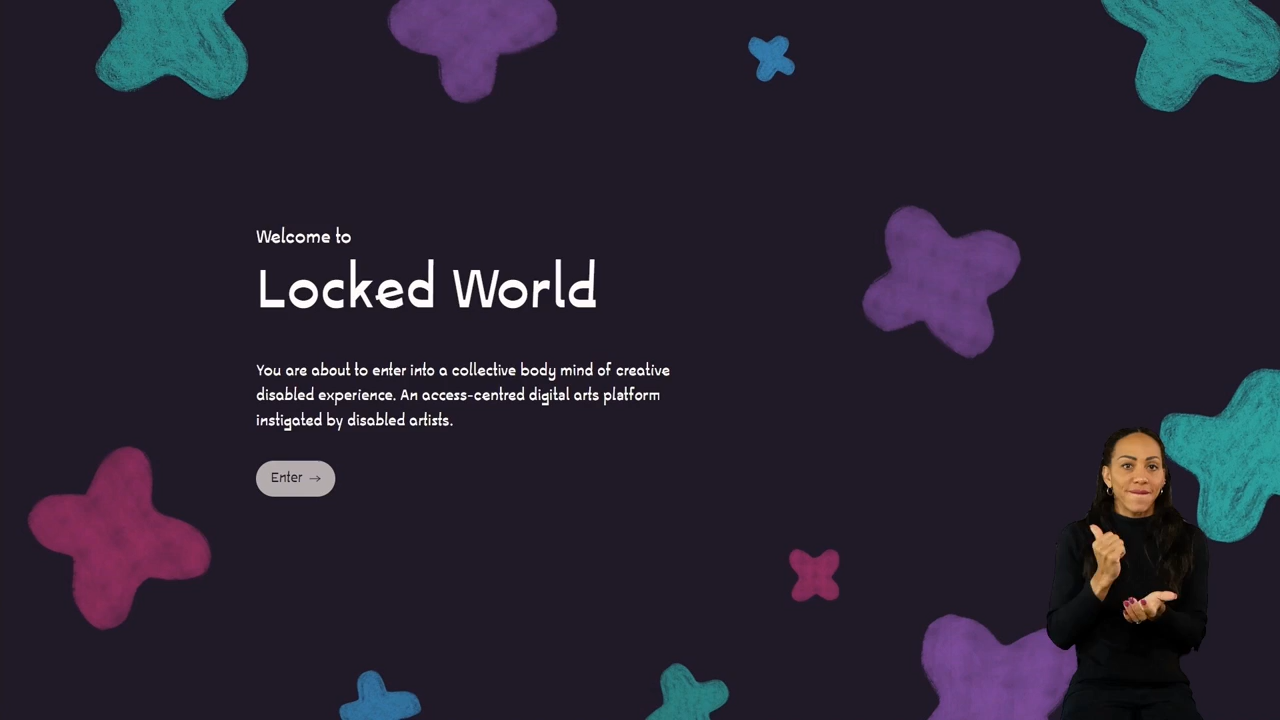 Welcome to
Locked World
You are about to enter into a collective body mind of creative
disabled experience. An access-centred digital arts platform
instigated by disabled artists.
Enter →